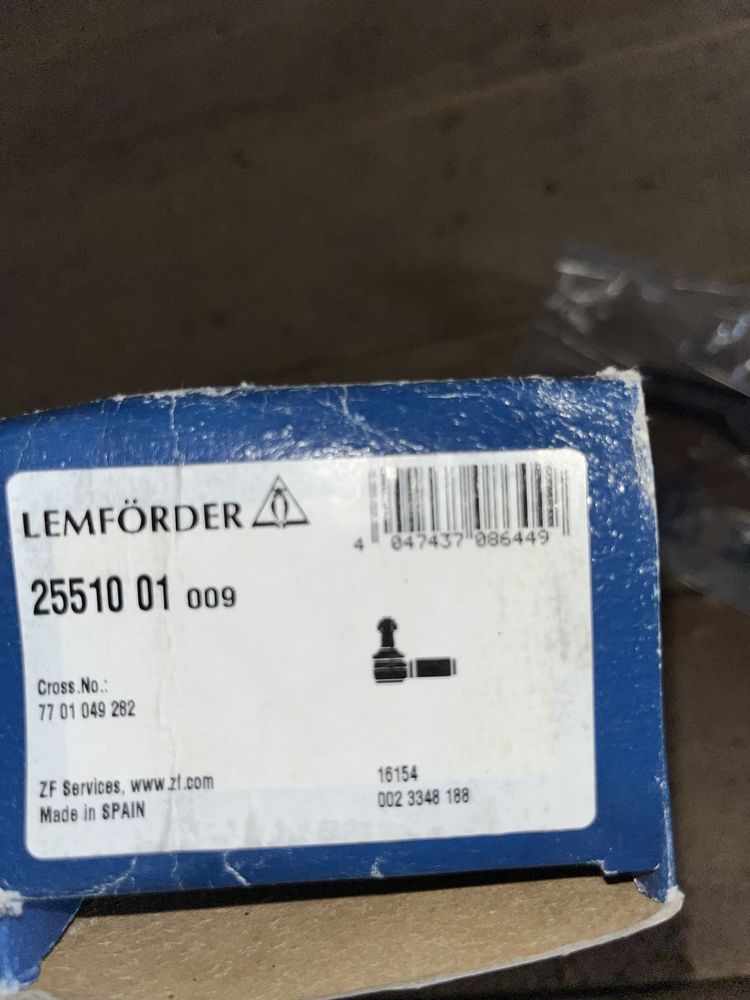 LEMFÖRDER
4 047437 086449
25510 01 009
Cross.No.:
77 01 049 282
ZF Services, www.zf.com
Made in SPAIN
16154
002 3348 188